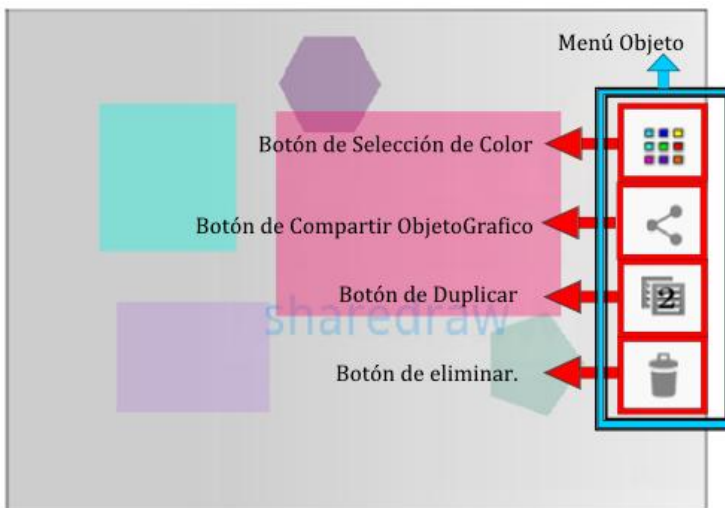 Menú Objeto
Botón de Selección de Color
Botón de Compartir ObjetoGrafico
Botón de Duplicar
2
sharedraw
Botón de eliminar.